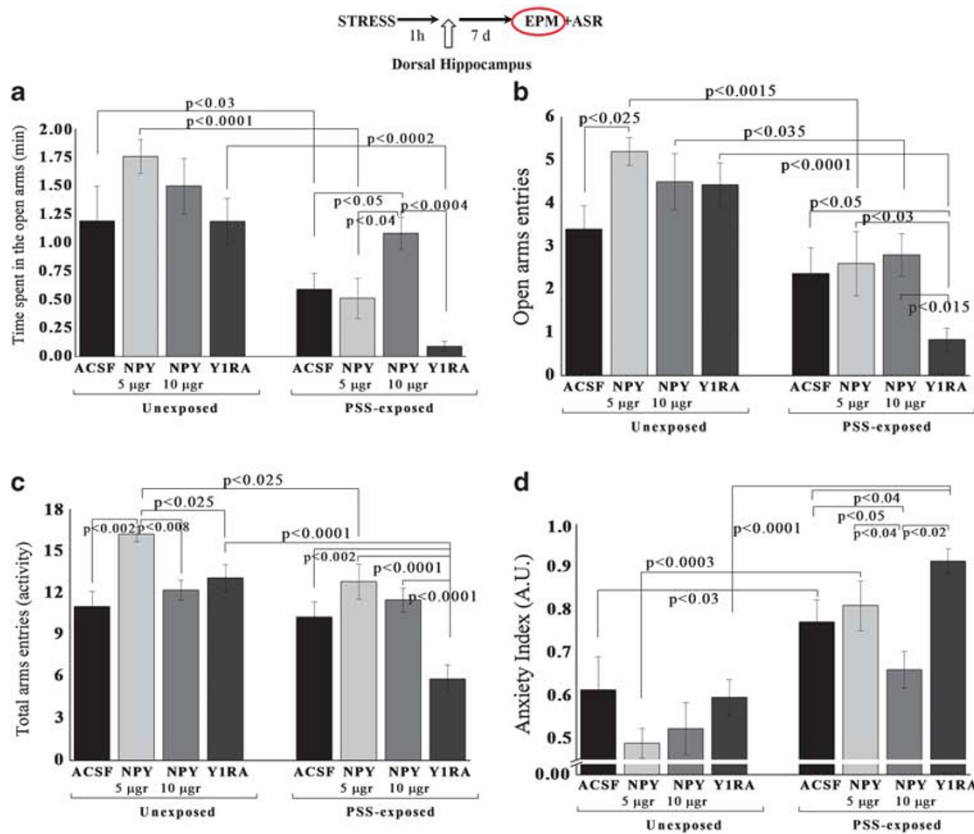 STRESS EPM +ASR
1h 7 d
Dorsal Hippocampus
a
Time spent in the open arms (min)
p<0.03
p<0.0001
p<0.0002
p<0.05
p<0.0004
p<0.04
2.00
1.75
1.50
1.25
1.00
0.75
0.50
0.25
0.00
ACSF NPY NPY Y1RA ACSF NPY NPY Y1RA
5 µgr 10 µgr 5 µgr 10 µgr
Unexposed PSS-exposed
b
Open arms entries
p<0.0015
p<0.025
p<0.035
p<0.0001
p<0.05
p<0.03
p<0.015
6
5
4
3
2
1
0
ACSF NPY NPY Y1RA ACSF NPY NPY Y1RA
5 µgr 10 µgr 5 µgr 10 µgr
Unexposed PSS-exposed
c
Total arms entries (activity)
p<0.025
p<0.025
p<0.002 p<0.008
p<0.0001
p<0.002
p<0.0001
p<0.0001
18
15
12
9
6
3
0
ACSF NPY NPY Y1RA ACSF NPY NPY Y1RA
5 µgr 10 µgr 5 µgr 10 µgr
Unexposed PSS-exposed
d
Anxiety Index (A.U.)
p<0.04
p<0.05
p<0.0001
p<0.04 p<0.02
p<0.0003
p<0.03
1.0
0.9
0.8
0.7
0.6
0.5
0.00
ACSF NPY NPY Y1RA ACSF NPY NPY Y1RA
5 µgr 10 µgr 5 µgr 10 µgr
Unexposed PSS-exposed